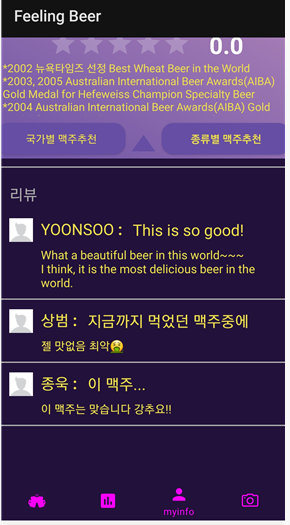 Feeling Beer
0.0
*2002 뉴욕타임즈 선정 Best Wheat Beer in the World
*2003, 2005 Australian International Beer Awards(AIBA)
Gold Medal for Hefeweiss Champion Specialty Beer
*2004 Australian International Beer Awards(AIBA) Gold
국가별 맥주추천
종류별 맥주추천
리뷰
YOONSOO : This is so good!
What a beautiful beer in this world~~~
I think, it is the most delicious beer in the
world.
상범 : 지금까지 먹었던 맥주중에
젤 맛없음 최악🤮
종욱 : 이 맥주...
이 맥주는 맞습니다 강추요!!
myinfo